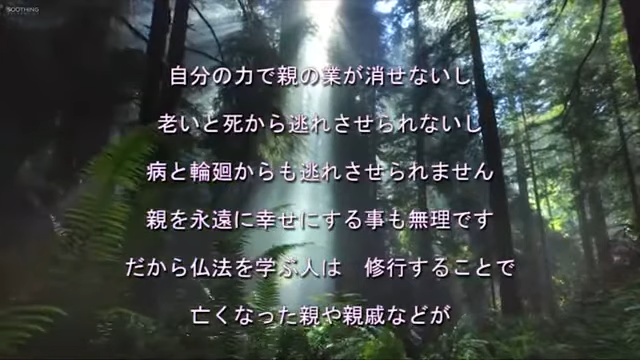 SOOTHING
自分の力で親の業が消せないし
老いと死から逃れさせられないし
病と輪廻からも逃れさせられません
親を永遠に幸せにする事も無理です
だから仏法を学ぶ人は　修行することで
亡くなった親や親戚などが